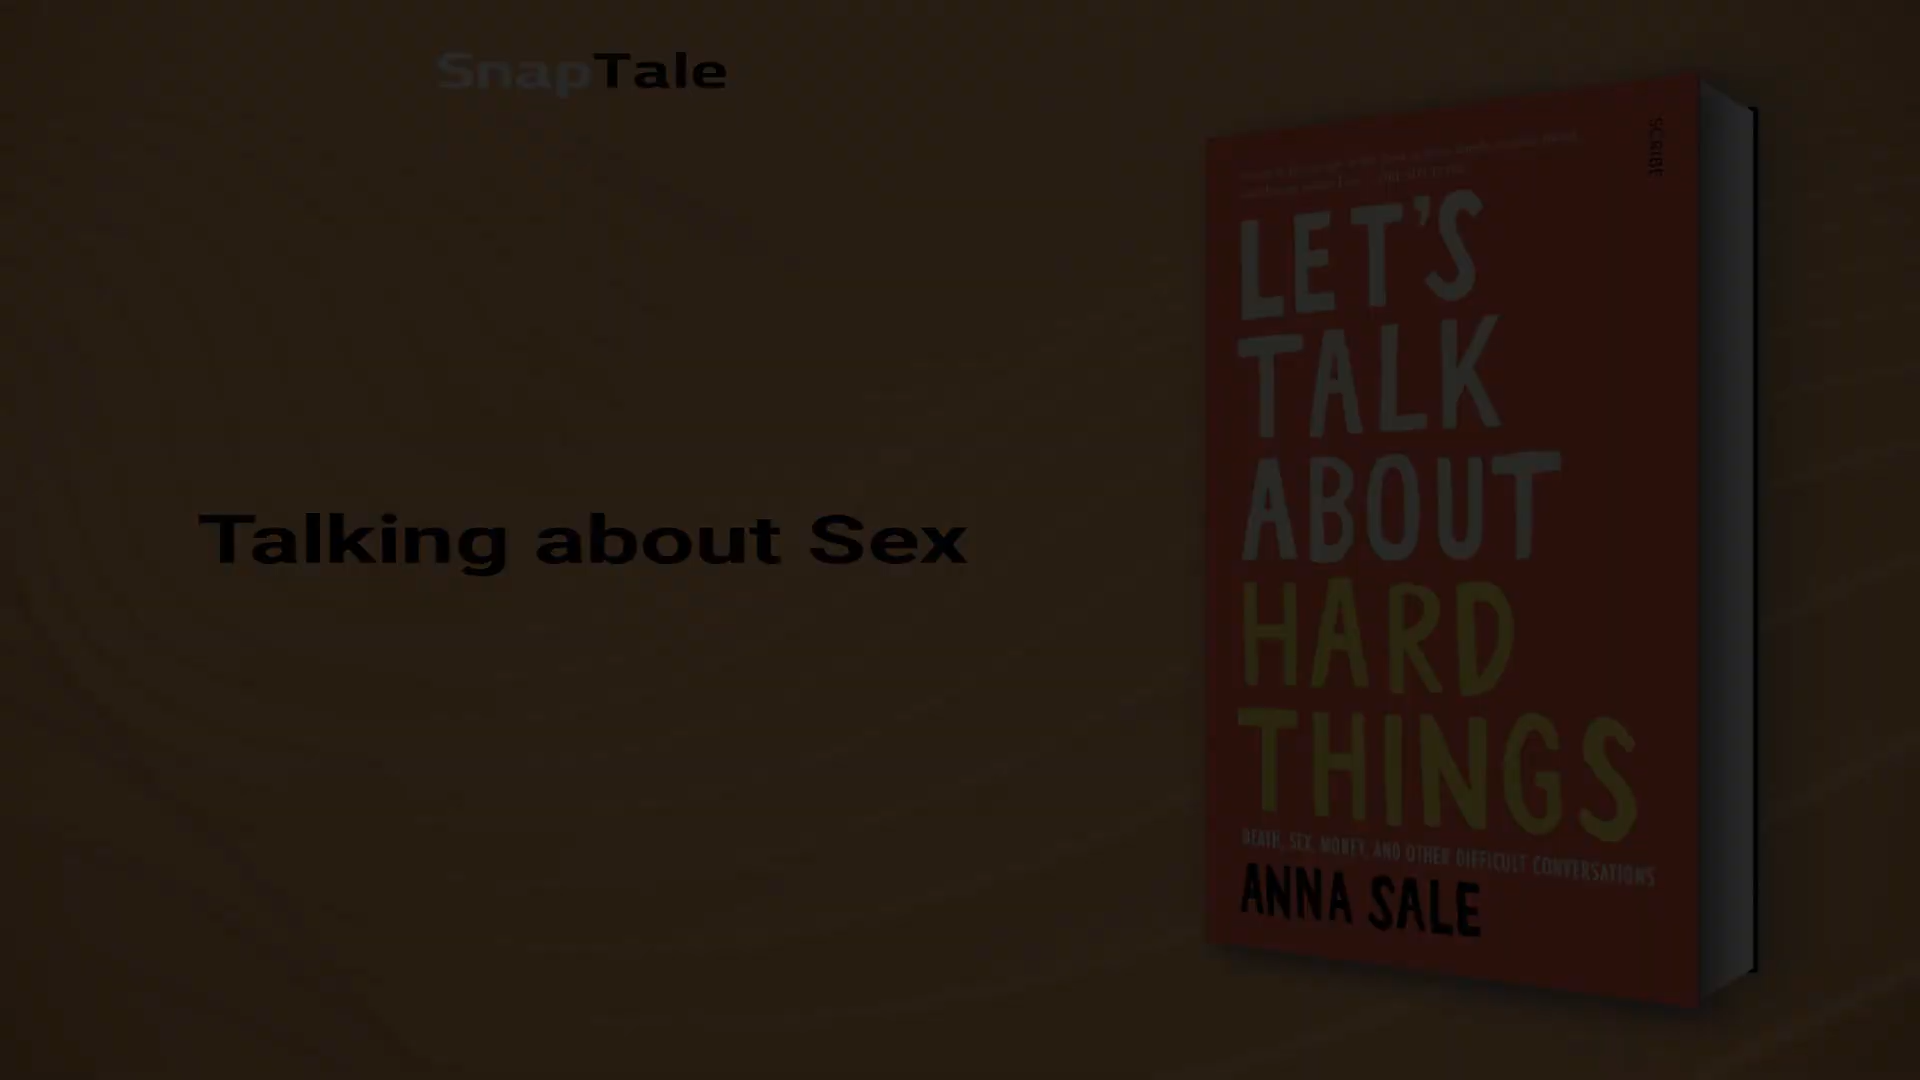 SnapTale
Talking about Sex
SCRIBE
LET'S
TALK
ABOUT
HARD
THINGS
DEATH, SEX, MONEY, AND OTHER DIFFICULT CONVERSATIONS
ANNA SALE